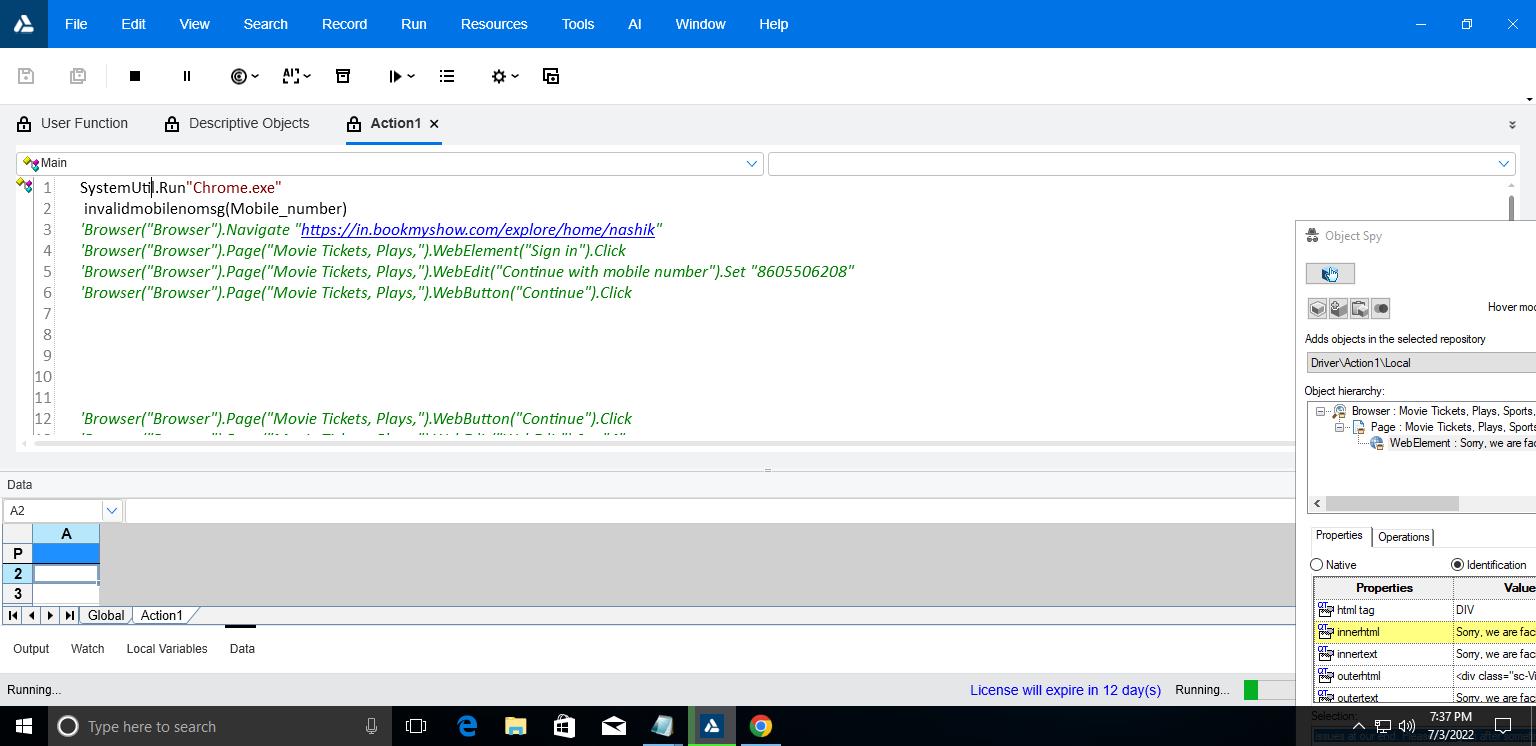 File Edit View Search Record Run Resources Tools AI Window Help
User Function Descriptive Objects Action1
Main
1 SystemUtil.Run"Chrome.exe"
2 invalidmobilenomsg(Mobile_number)
3 'Browser("Browser").Navigate "https://in.bookmyshow.com/explore/home/nashik"
4 'Browser("Browser").Page("Movie Tickets, Plays,").WebElement("Sign in").Click
5 'Browser("Browser").Page("Movie Tickets, Plays,").WebEdit("Continue with mobile number").Set "8605506208"
6 'Browser("Browser").Page("Movie Tickets, Plays,").WebButton("Continue").Click
7
8
9
10
11
12 'Browser("Browser").Page("Movie Tickets, Plays,").WebButton("Continue").Click
Object Spy
Hover mod
Adds objects in the selected repository
Driver\Action1\Local
Object hierarchy:
Browser : Movie Tickets, Plays, Sports,
Page : Movie Tickets, Plays, Sports
WebElement : Sorry, we are fac
Properties Operations
Native Identification
Properties Value
html tag DIV
innerhtml Sorry, we are fac
innertext Sorry, we are fac
outerhtml <div class="sc-Vi
outertext Sorry, we are fac
Selection:
Data
A2
A
P
2
3
Global Action1
Output Watch Local Variables Data
Running... License will expire in 12 day(s) Running...
Type here to search
7:37 PM
7/3/2022